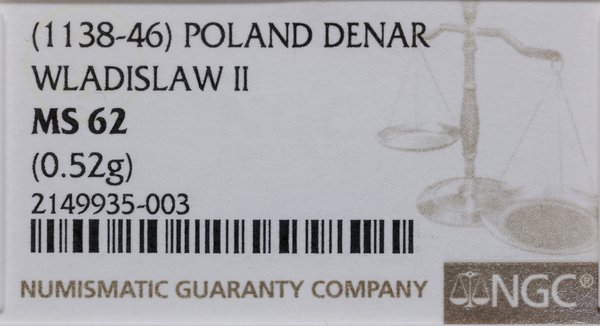 (1138-46) POLAND DENAR
WLADISLAW II
MS 62
(0.52g)
2149935-003
NUMISMATIC GUARANTY COMPANY
NGC®